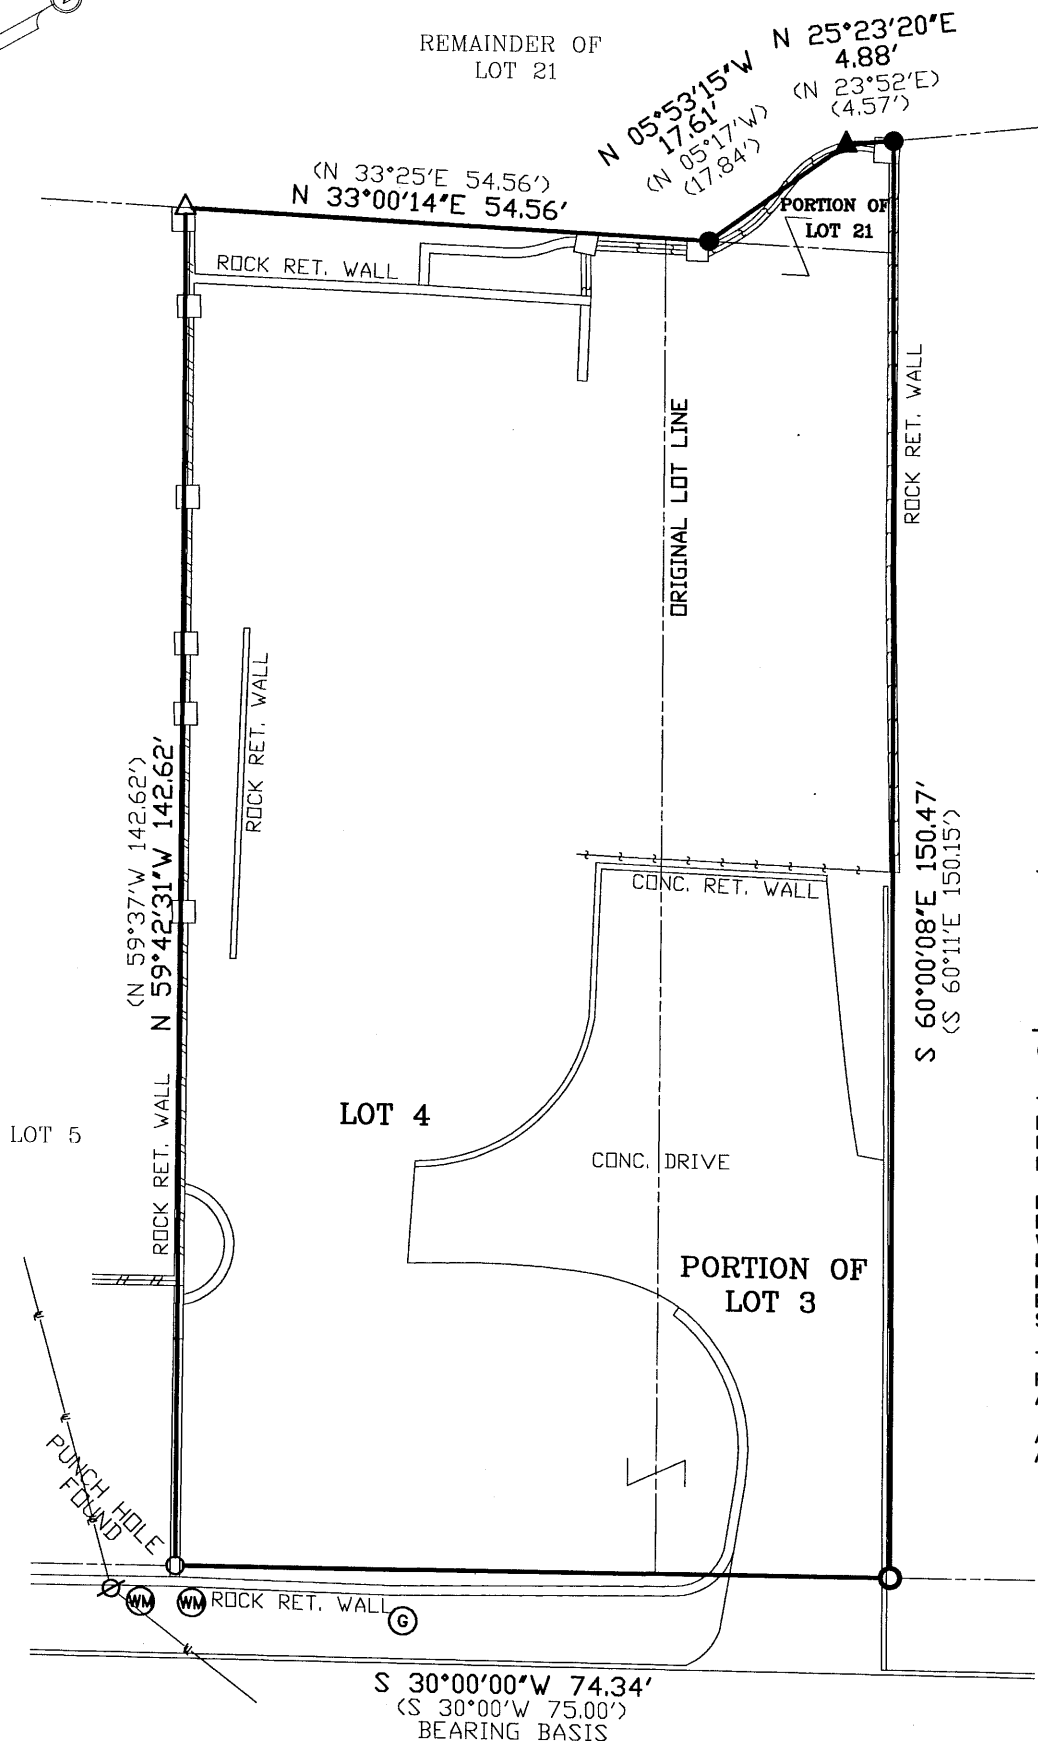 REMAINDER OF
LOT 21
N 25°23'20"E
4.88'
(N 23°52'E)
(4.57')
N 05°53'15"W
17.61'
(N 05°17'W)
(17.84')
(N 33°25'E 54.56')
N 33°00'14"E 54.56'
PORTION OF
LOT 21
ROCK RET. WALL
ROCK RET. WALL
ORIGINAL LOT LINE
ROCK RET. WALL
(N 59°37'W 142.62')
N 59°42'31"W 142.62'
S 60°00'08"E 150.47'
(S 60°11'E 150.15')
CONC. RET. WALL
LOT 4
LOT 5
ROCK RET. WALL
CONC. DRIVE
PORTION OF
LOT 3
PUNCH HOLE
FOUND
WM
WM
ROCK RET. WALL
G
S 30°00'00"W 74.34'
(S 30°00'W 75.00')
BEARING BASIS